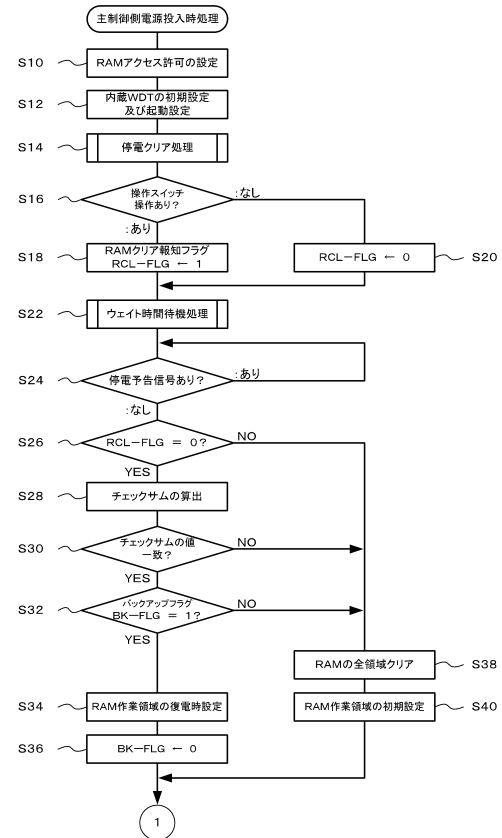 主制御側電源投入時処理
S10
RAMアクセス許可の設定
S12
内蔵WDTの初期設定
及び起動設定
S14
停電クリア処理
S16
操作スイッチ
操作あり?
:なし
:あり
S18
RAMクリア報知フラグ
RCL-FLG ← 1
RCL-FLG ← 0
S20
S22
ウェイト時間待機処理
S24
停電予告信号あり?
:あり
:なし
S26
RCL-FLG = 0?
NO
YES
S28
チェックサムの算出
S30
チェックサムの値
一致?
NO
YES
S32
バックアップフラグ
BK-FLG = 1?
NO
YES
RAMの全領域クリア
S38
S34
RAM作業領域の復電時設定
RAM作業領域の初期設定
S40
S36
BK-FLG ← 0
1